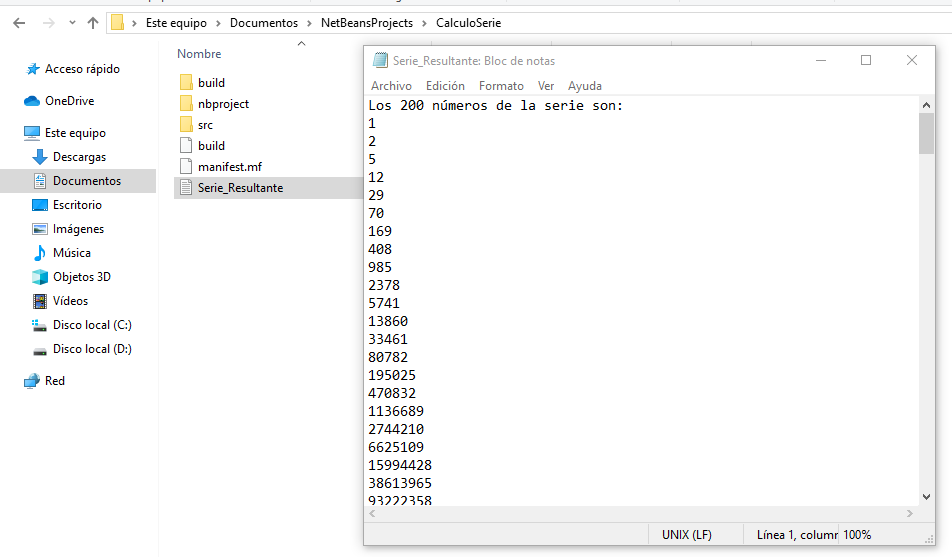 Este equipo > Documentos > NetBeansProjects > CalculoSerie
Acceso rápido
OneDrive
Este equipo
Descargas
Documentos
Escritorio
Imágenes
Música
Objetos 3D
Vídeos
Disco local (C:)
Disco local (D:)
Red
Nombre
build
nbproject
src
build
manifest.mf
Serie_Resultante
Serie_Resultante: Bloc de notas
Archivo Edición Formato Ver Ayuda
Los 200 números de la serie son:
1
2
5
12
29
70
169
408
985
2378
5741
13860
33461
80782
195025
470832
1136689
2744210
6625109
15994428
38613965
93222358
UNIX (LF) Línea 1, column 100%